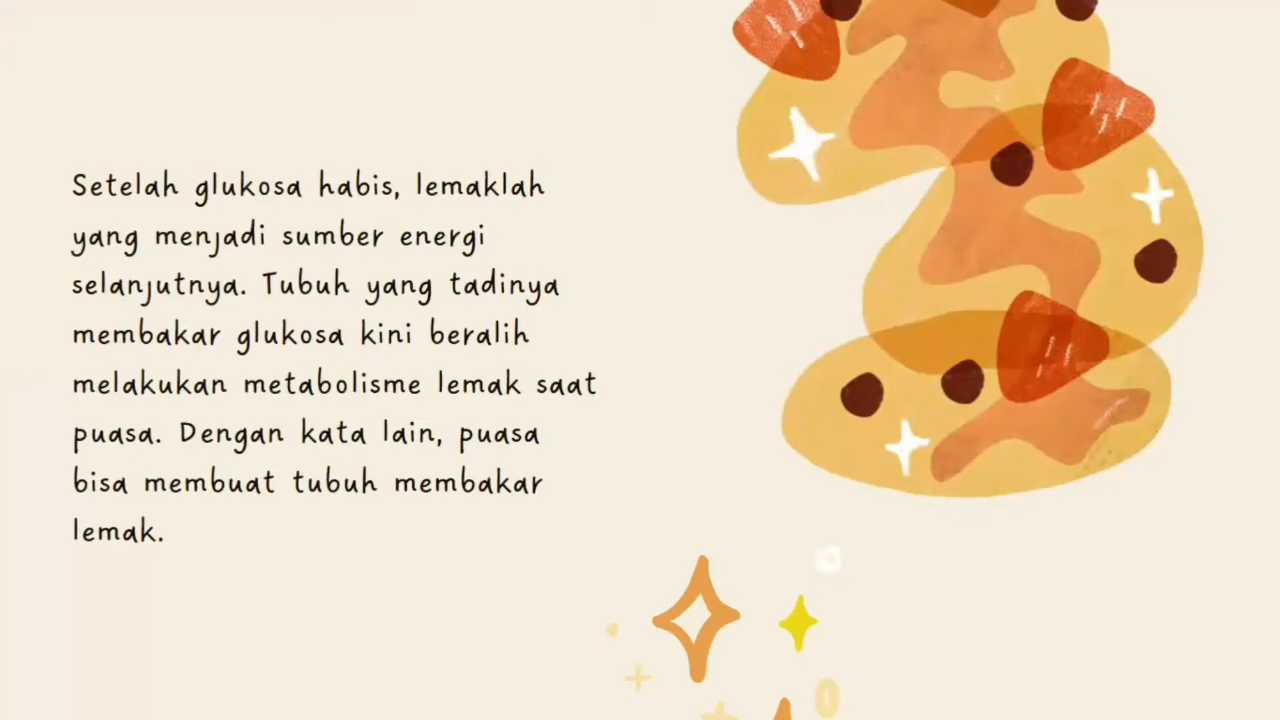 Setelah glukosa habis, lemaklah
yang menjadi sumber energi
selanjutnya. Tubuh yang tadinya
membakar glukosa kini beralih
melakukan metabolisme lemak saat
puasa. Dengan kata lain, puasa
bisa membuat tubuh membakar
lemak.